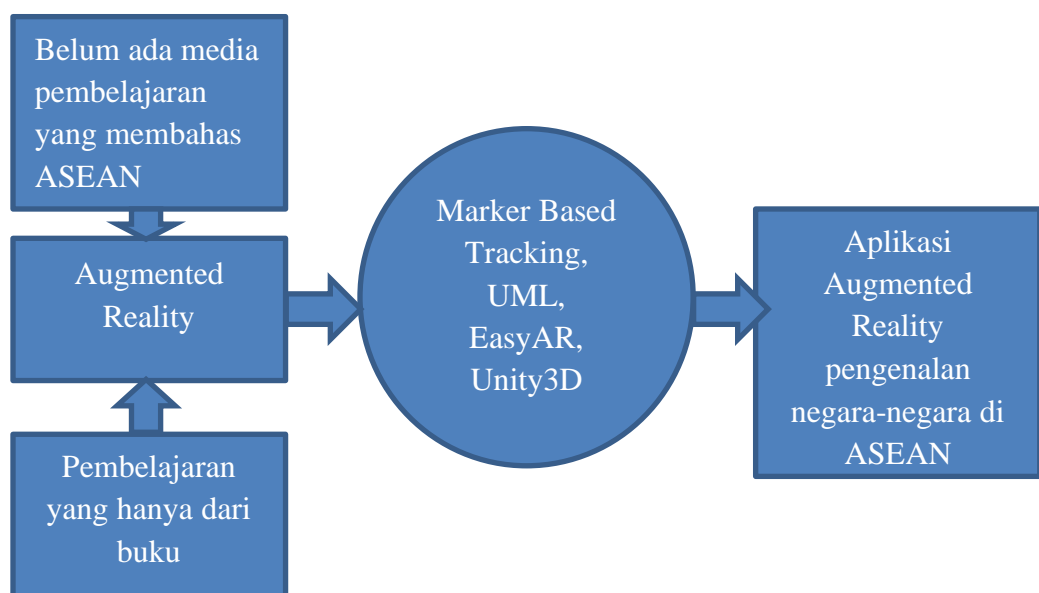 Belum ada media
pembelajaran
yang membahas
ASEAN
Augmented
Reality
Pembelajaran
yang hanya dari
buku
Marker Based
Tracking,
UML,
EasyAR,
Unity3D
Aplikasi
Augmented
Reality
pengenalan
negara-negara di
ASEAN